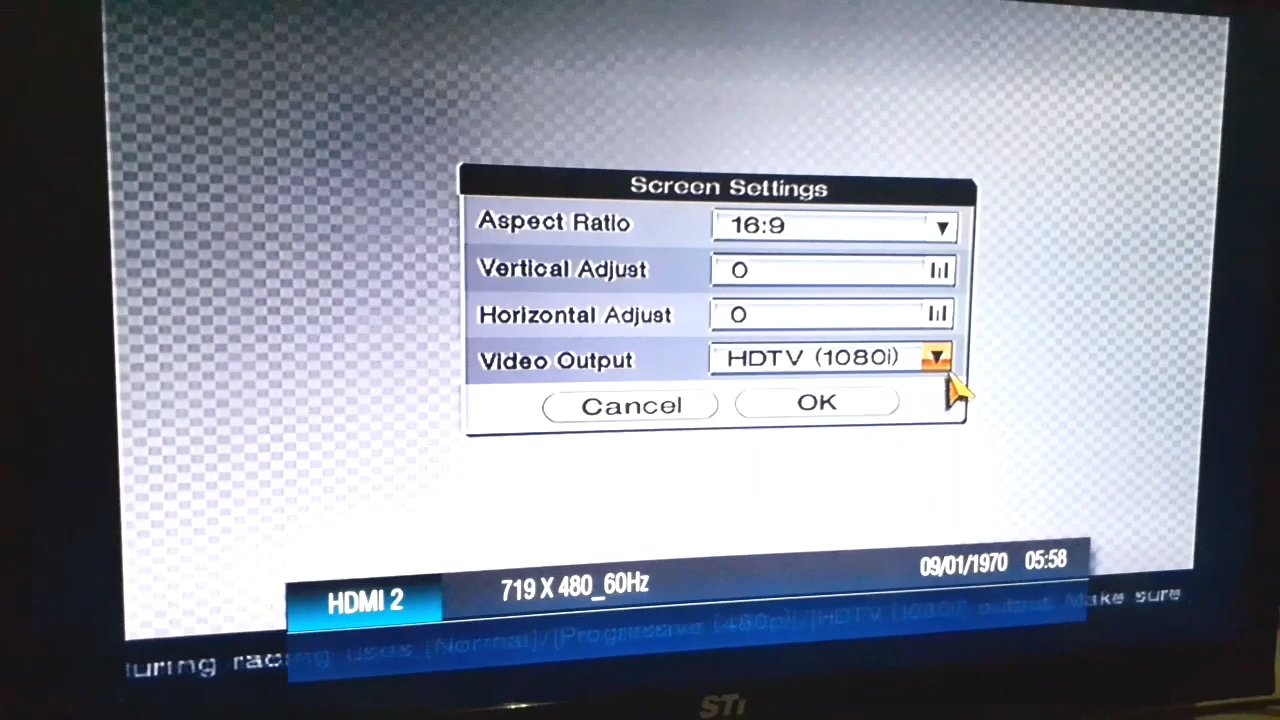 Screen Settings
Aspect Ratio 16:9
Vertical Adjust 0
Horizontal Adjust 0
Video Output HDTV (1080i)
Cancel OK
HDMI 2 719 X 480_60Hz 09/01/1970 05:58
uring racing uses [Normal]/[Progressive (480p)]/[HDTV (1080i)] output. Make sure
STi